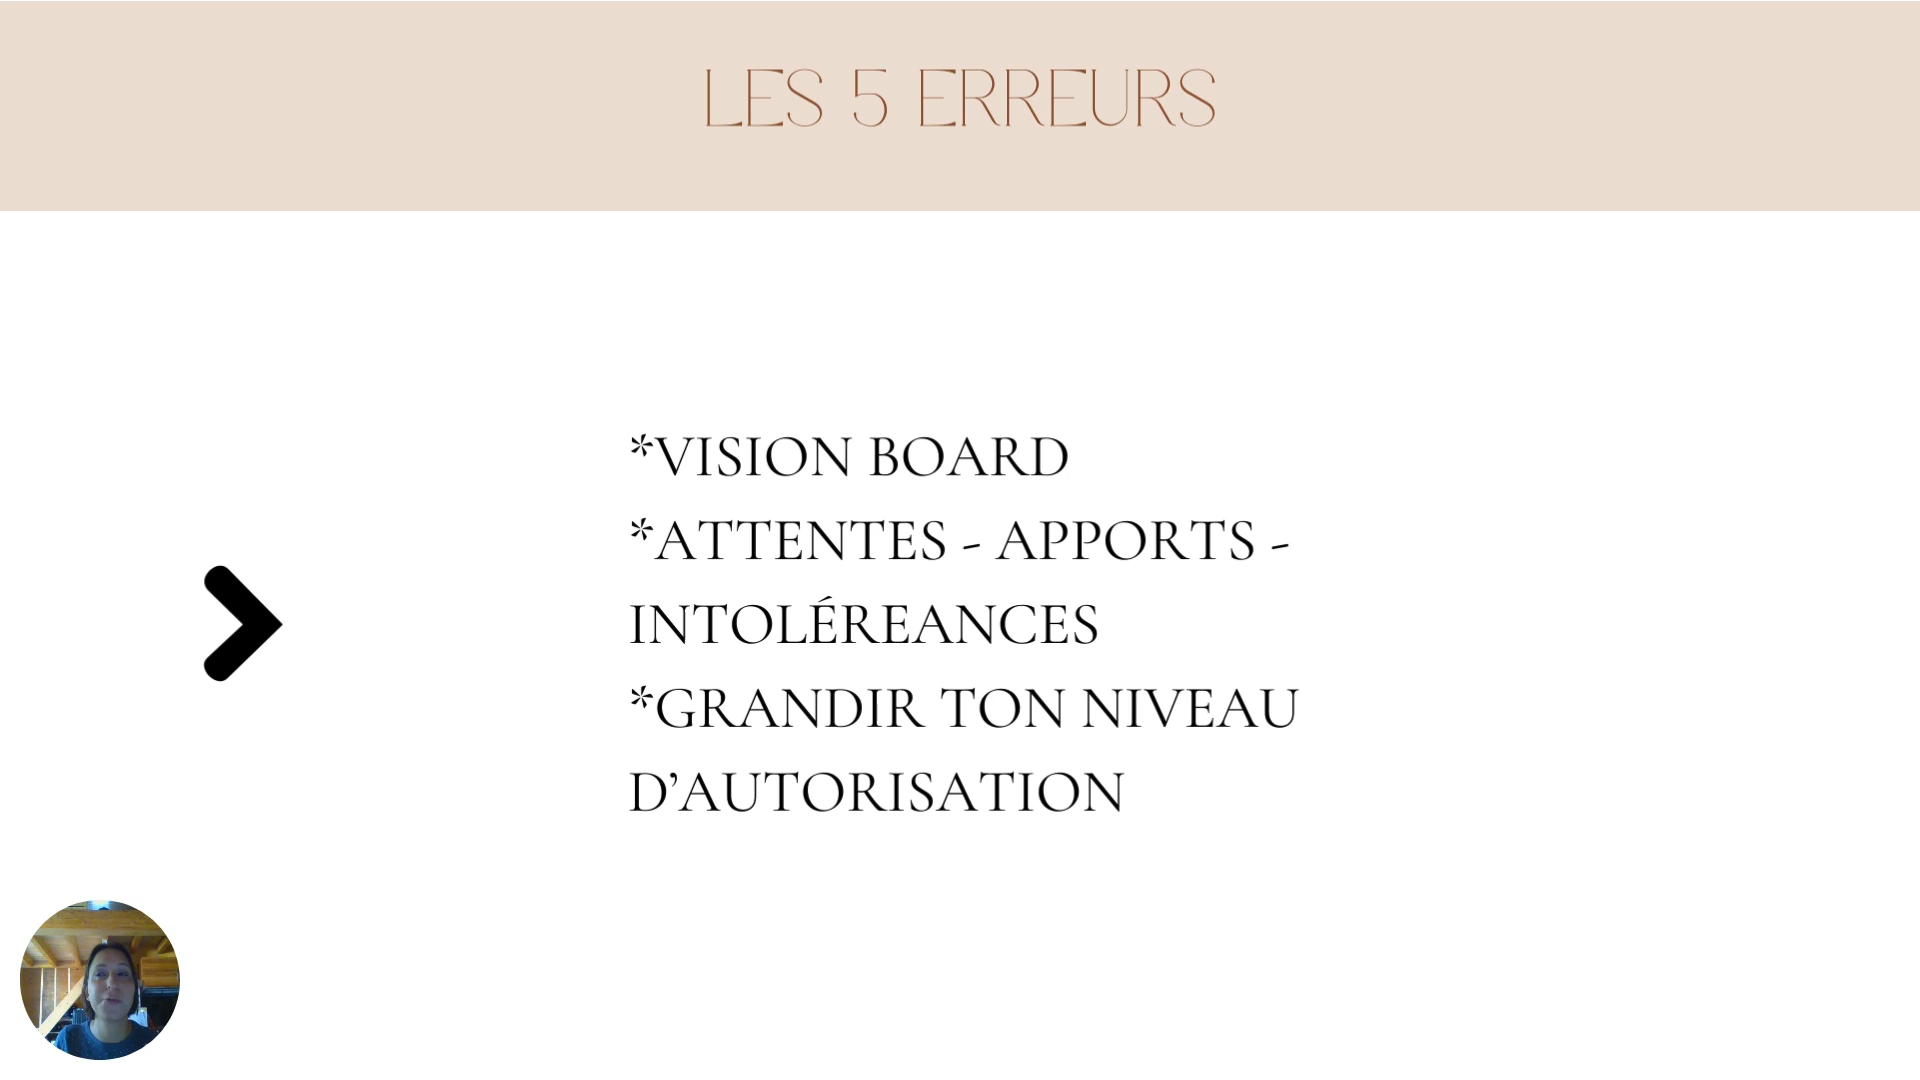 LES 5 ERREURS
*VISION BOARD
*ATTENTES - APPORTS -
INTOLÉREANCES
*GRANDIR TON NIVEAU
D’AUTORISATION